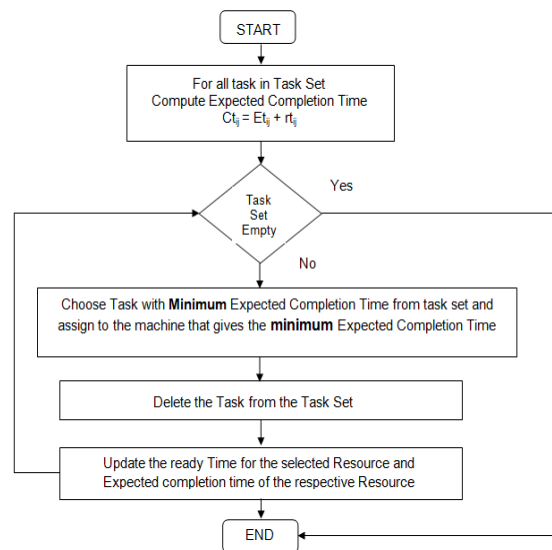 START
For all task in Task Set
Compute Expected Completion Time
Ctij = Etij + rtij
Yes
Task
Set
Empty
No
Choose Task with Minimum Expected Completion Time from task set and
assign to the machine that gives the minimum Expected Completion Time
Delete the Task from the Task Set
Update the ready Time for the selected Resource and
Expected completion time of the respective Resource
END